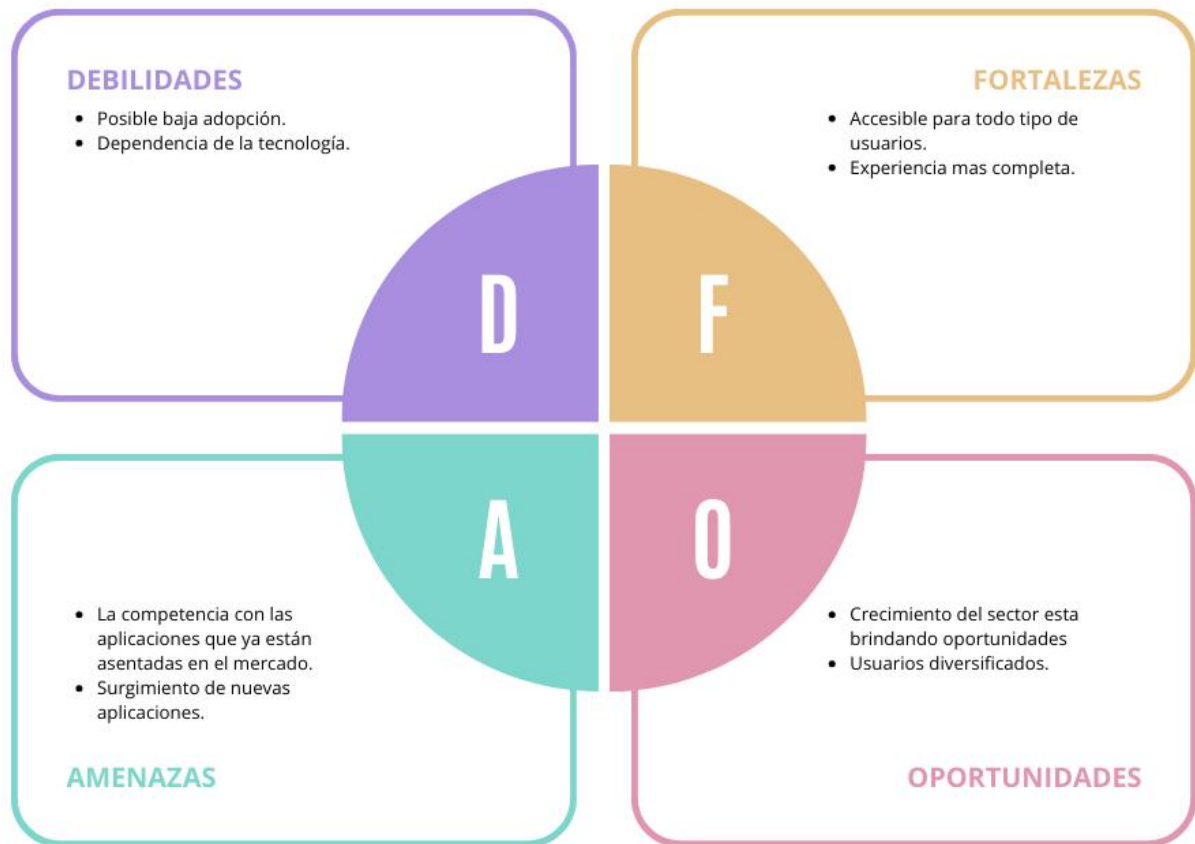 DEBILIDADES
• Posible baja adopción.
• Dependencia de la tecnología.
FORTALEZAS
• Accesible para todo tipo de
usuarios.
• Experiencia mas completa.
D
F
A
O
• La competencia con las
aplicaciones que ya están
asentadas en el mercado.
• Surgimiento de nuevas
aplicaciones.
AMENAZAS
• Crecimiento del sector esta
brindando oportunidades
• Usuarios diversificados.
OPORTUNIDADES